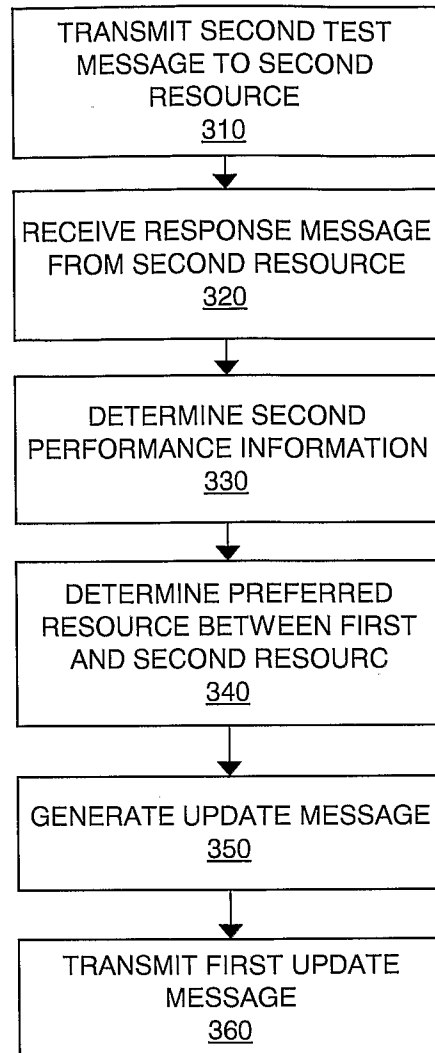 TRANSMIT SECOND TEST
MESSAGE TO SECOND
RESOURCE
310
RECEIVE RESPONSE MESSAGE
FROM SECOND RESOURCE
320
DETERMINE SECOND
PERFORMANCE INFORMATION
330
DETERMINE PREFERRED
RESOURCE BETWEEN FIRST
AND SECOND RESOURC
340
GENERATE UPDATE MESSAGE
350
TRANSMIT FIRST UPDATE
MESSAGE
360